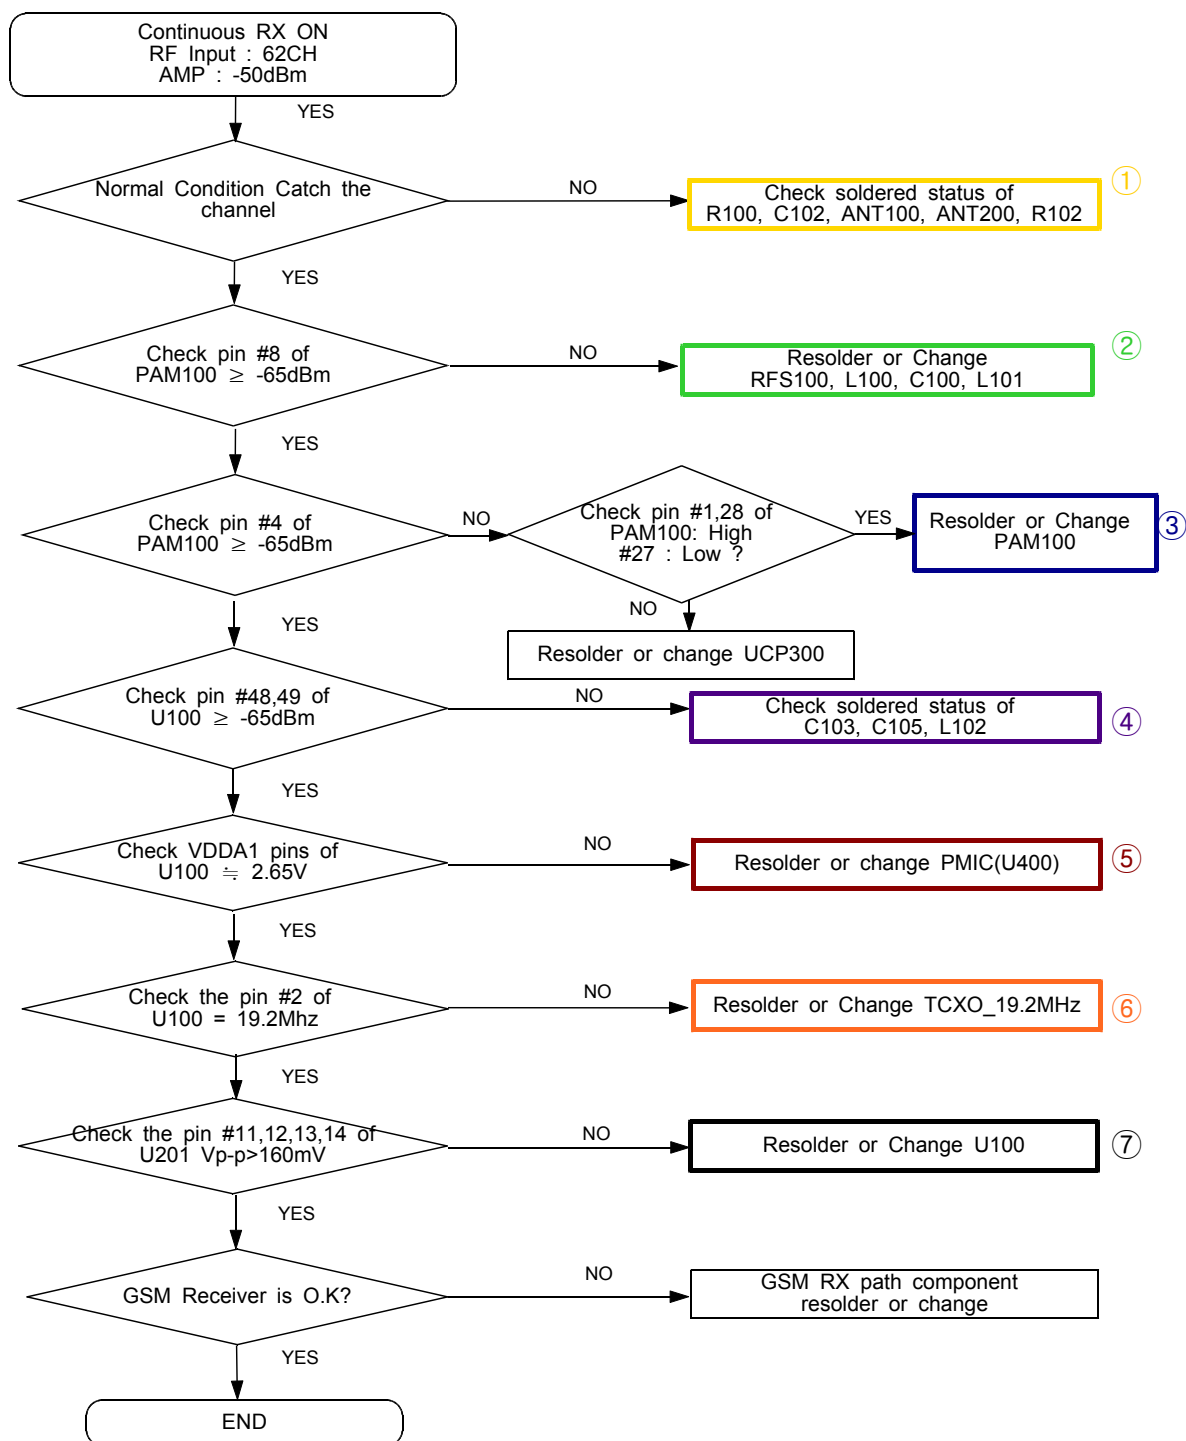 Continuous RX ON
RF Input : 62CH
AMP : -50dBm
YES
Normal Condition Catch the
channel
NO
Check soldered status of
R100, C102, ANT100, ANT200, R102
①
YES
Check pin #8 of
PAM100 ≥ -65dBm
NO
Resolder or Change
RFS100, L100, C100, L101
②
YES
Check pin #4 of
PAM100 ≥ -65dBm
NO
Check pin #1,28 of
PAM100: High
#27 : Low ?
YES
Resolder or Change
PAM100
③
NO
Resolder or change UCP300
YES
Check pin #48,49 of
U100 ≥ -65dBm
NO
Check soldered status of
C103, C105, L102
④
YES
Check VDDA1 pins of
U100 ≒ 2.65V
NO
Resolder or change PMIC(U400)
⑤
YES
Check the pin #2 of
U100 = 19.2Mhz
NO
Resolder or Change TCXO_19.2MHz
⑥
YES
Check the pin #11,12,13,14 of
U201 Vp-p>160mV
NO
Resolder or Change U100
⑦
YES
GSM Receiver is O.K?
NO
GSM RX path component
resolder or change
YES
END